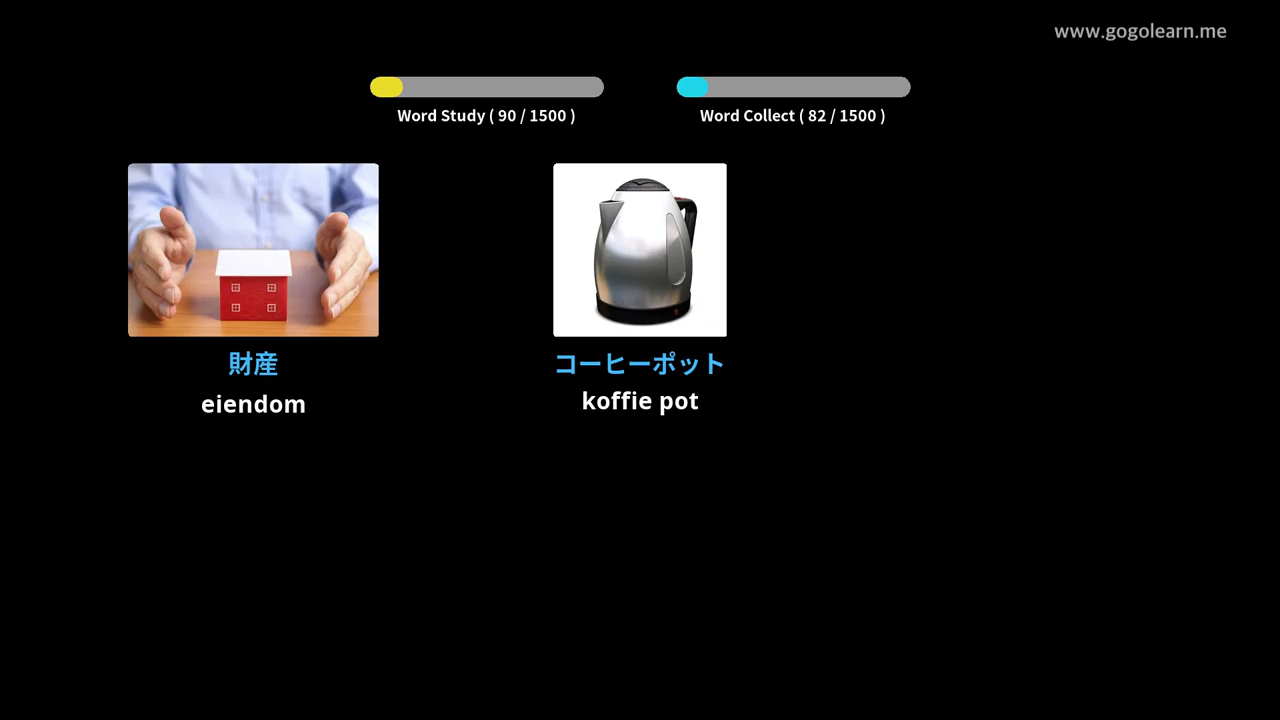 www.gogolearn.me
Word Study ( 90 / 1500 )
Word Collect ( 82 / 1500 )
財産
eiendom
コーヒーポット
koffie pot